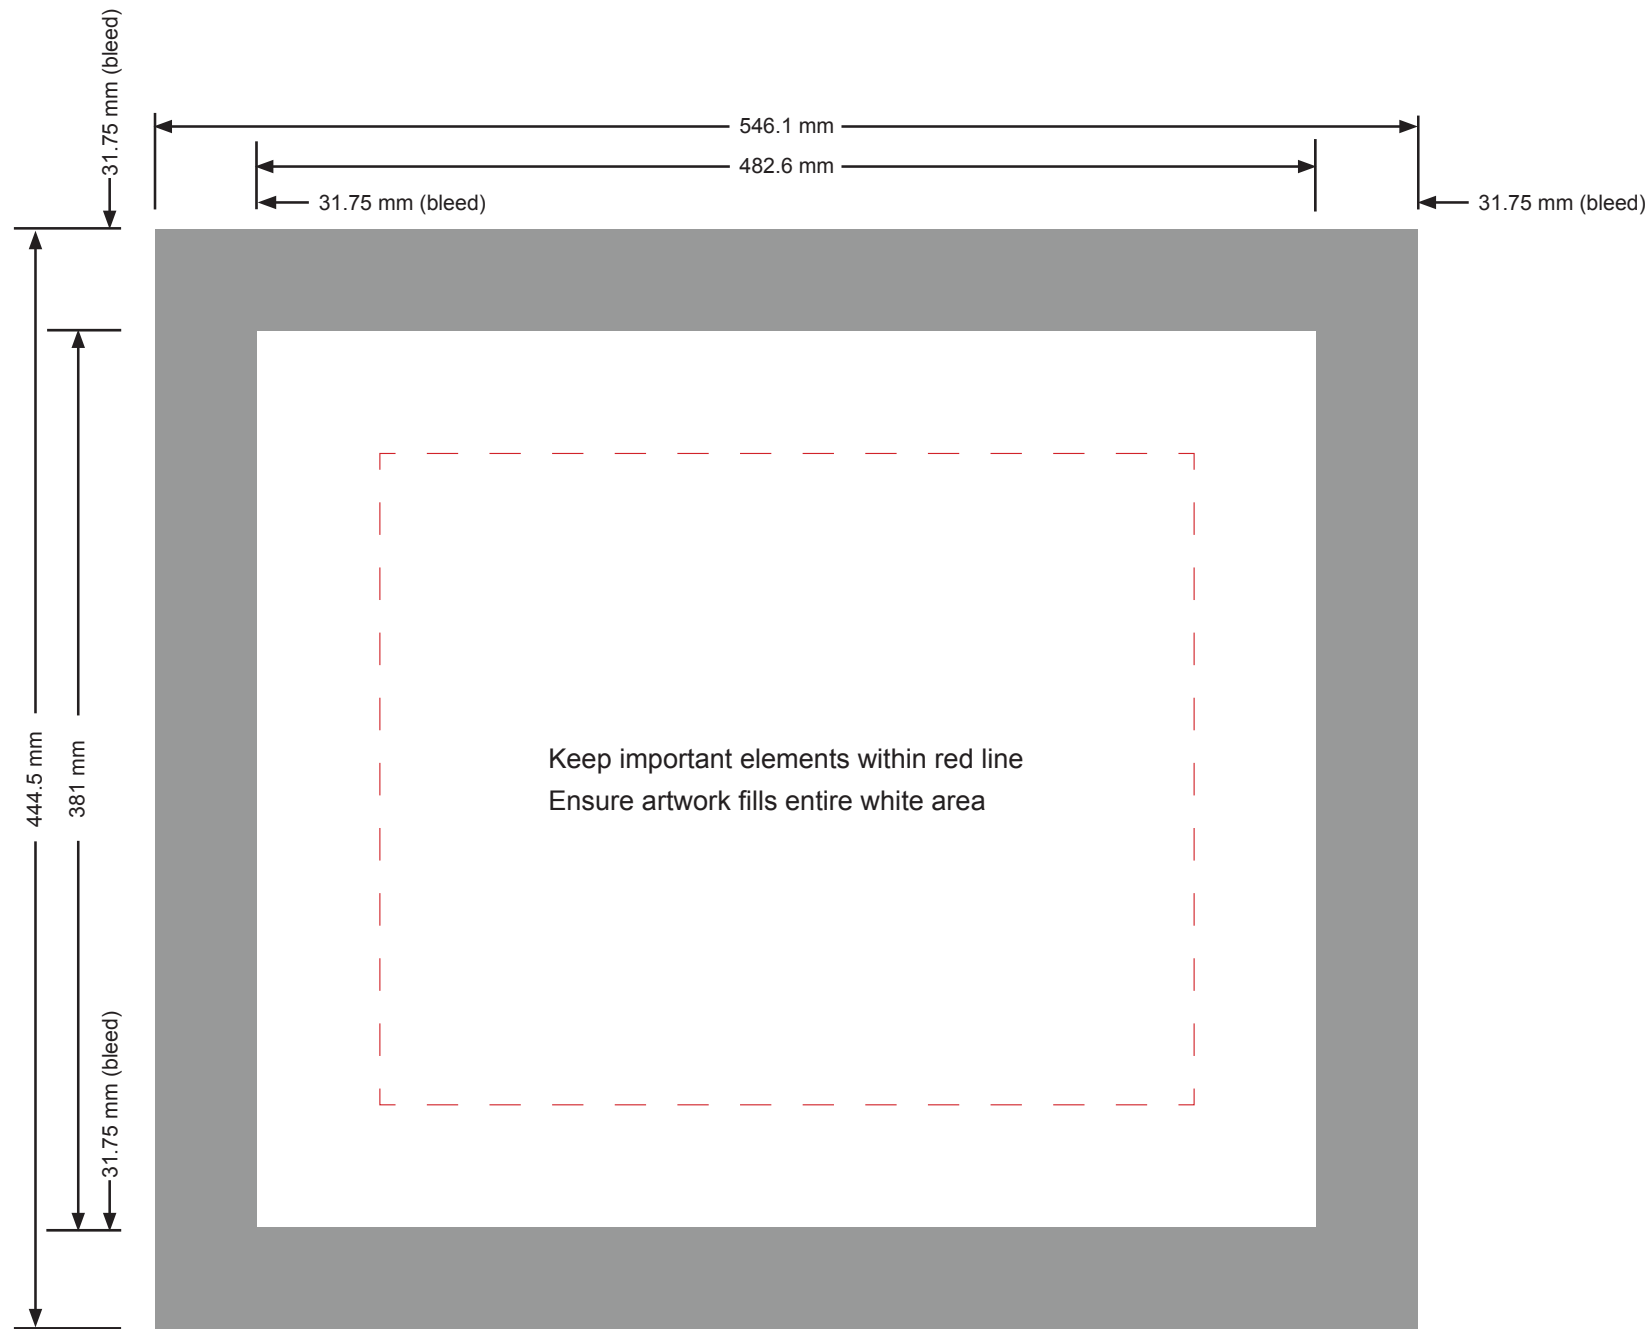 31.75 mm (bleed)
546.1 mm
482.6 mm
31.75 mm (bleed)
31.75 mm (bleed)
444.5 mm
381 mm
Keep important elements within red line
Ensure artwork fills entire white area
31.75 mm (bleed)